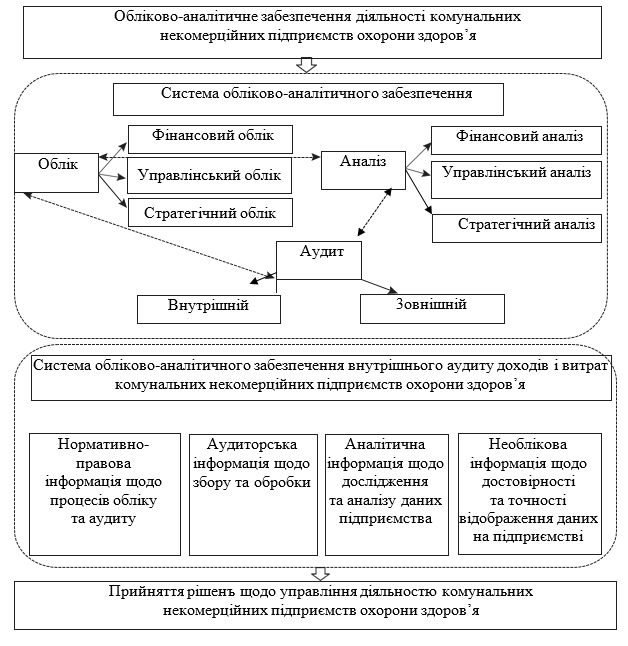 Обліково-аналітичне забезпечення діяльності комунальних
некомерційних підприємств охорони здоров’я
Система обліково-аналітичного забезпечення
Облік
Фінансовий облік
Управлінський облік
Стратегічний облік
Аналіз
Фінансовий аналіз
Управлінський аналіз
Стратегічний аналіз
Аудит
Внутрішній
Зовнішній
Система обліково-аналітичного забезпечення внутрішнього аудиту доходів і витрат
комунальних некомерційних підприємств охорони здоров’я
Нормативно-
правова
інформація щодо
процесів обліку
та аудиту
Аудиторська
інформація щодо
збору та обробки
Аналітична
інформація щодо
дослідження
та аналізу даних
підприємства
Необлікова
інформація щодо
достовірності
та точності
відображення даних
на підприємстві
Прийняття рішень щодо управління діяльністю комунальних
некомерційних підприємств охорони здоров’я